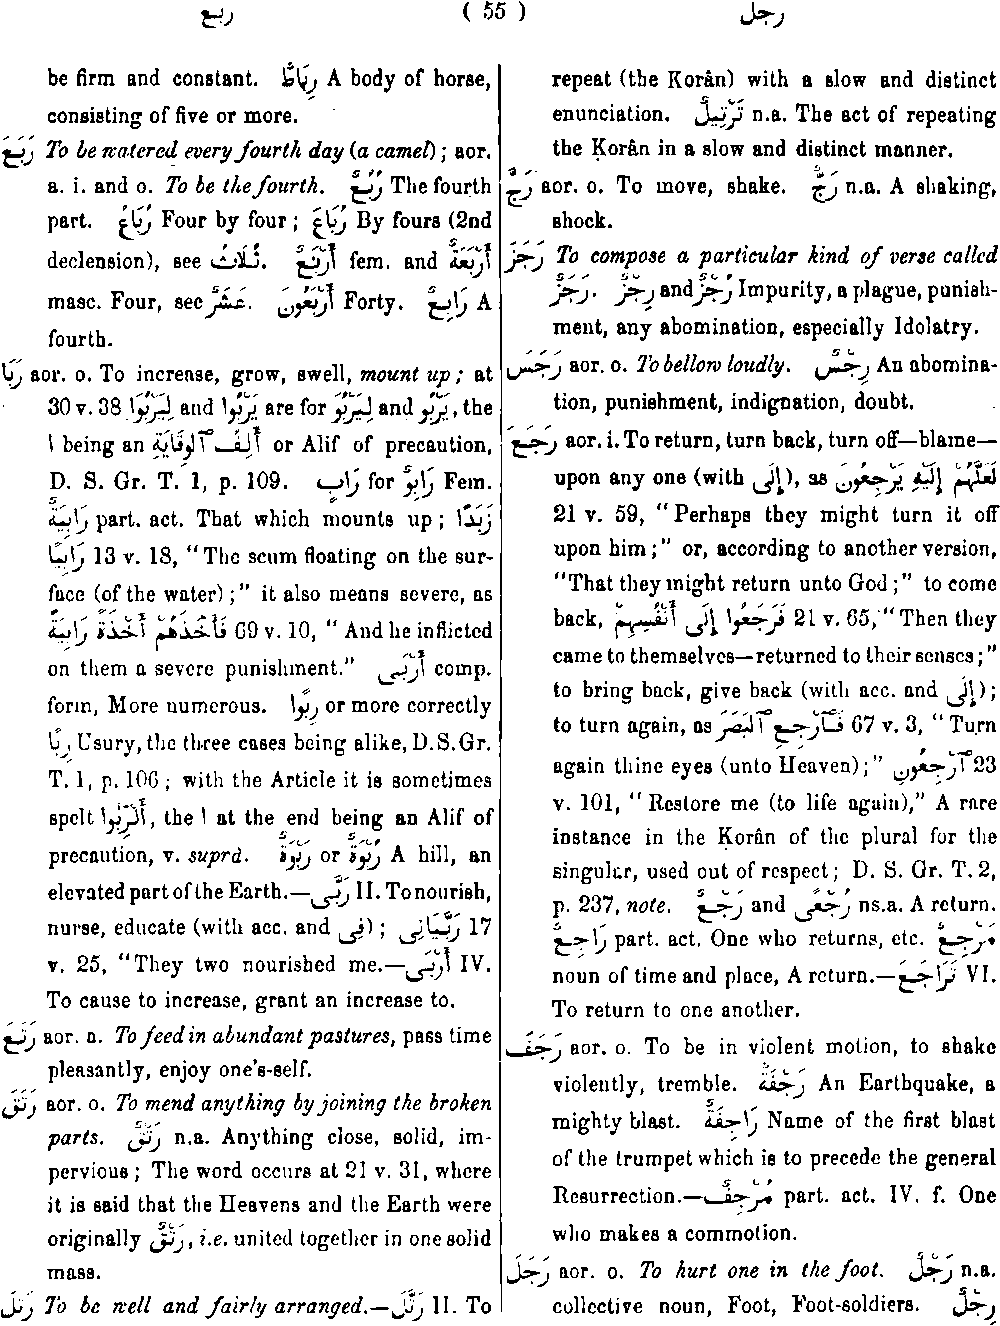 ربع ( 55 ) رجل
be firm and constant. رِبَاطٌ A body of horse,
consisting of five or more.
رَبَعَ To be watered every fourth day (a camel); aor.
a. i. and o. To be the fourth. رُبُعٌ The fourth
part. رُبَاعٌ Four by four; رُبَاعَ By fours (2nd
declension), see ثُلَاثُ. أَرْبَعٌ fem. and أَرْبَعَةٌ
masc. Four, see عَشْرٌ. أَرْبَعُونَ Forty. رَابِعٌ A
fourth.
رَبَا aor. o. To increase, grow, swell, mount up; at
30 v. 38 لِيَرْبُوَا and يَرْبُوا are for لِيَرْبُوَ and يَرْبُو, the
ا being an أَلِفُ ٱلْوِقَايَةِ or Alif of precaution,
D. S. Gr. T. 1, p. 109. رَابٍ for رَابِوٌ Fem.
رَابِيَةٌ part. act. That which mounts up; زَبَدًا
رَابِيًا 13 v. 18, "The scum floating on the sur-
face (of the water);" it also means severe, as
فَأَخَذَهُمْ أَخْذَةً رَابِيَةً 69 v. 10, "And he inflicted
on them a severe punishment." أَرْبَى comp.
form, More numerous. رِبًوا or more correctly
رِبًا Usury, the three cases being alike, D.S.Gr.
T. 1, p. 106; with the Article it is sometimes
spelt أَلرِّبَوا, the ا at the end being an Alif of
precaution, v. suprd. رَبْوَةٌ or رُبْوَةٌ A hill, an
elevated part of the Earth.—رَبَّى II. To nourish,
nurse, educate (with acc. and فِى); رَبَّيَانِى 17
v. 25, "They two nourished me.—أَرْبَى IV.
To cause to increase, grant an increase to.
رَتَعَ aor. a. To feed in abundant pastures, pass time
pleasantly, enjoy one's-self.
رَتَقَ aor. o. To mend anything by joining the broken
parts. رَتْقٌ n.a. Anything close, solid, im-
pervious; The word occurs at 21 v. 31, where
it is said that the Heavens and the Earth were
originally رَتْقٌ, i.e. united together in one solid
mass.
رَتَلَ To be well and fairly arranged.—رَتَّلَ II. To
repeat (the Korân) with a slow and distinct
enunciation. تَرْتِيلٌ n.a. The act of repeating
the Ḳorân in a slow and distinct manner.
رَجَّ aor. o. To move, shake. رَجٌّ n.a. A shaking,
shock.
رَجَزَ To compose a particular kind of verse called
رَجَزٌ. رِجْزٌ and رُجْزٌ Impurity, a plague, punish-
ment, any abomination, especially Idolatry.
رَجَسَ aor. o. To bellow loudly. رِجْسٌ An abomina-
tion, punishment, indignation, doubt.
رَجَعَ aor. i. To return, turn back, turn off—blame—
upon any one (with إِلَى), as لَعَلَّهُمْ إِلَيْهِ يَرْجِعُونَ
21 v. 59, "Perhaps they might turn it off
upon him;" or, according to another version,
"That they might return unto God;" to come
back, فَرَجَعُوا إِلَى أَنْفُسِهِمْ 21 v. 65, "Then they
came to themselves—returned to their senses;"
to bring back, give back (with acc. and إِلَى);
to turn again, as فَٱرْجِعِ ٱلْبَصَرَ 67 v. 3, "Turn
again thine eyes (unto Heaven);" ٱرْجِعُونِ 23
v. 101, "Restore me (to life again)," A rare
instance in the Ḳorân of the plural for the
singular, used out of respect; D. S. Gr. T. 2,
p. 237, note. رَجْعٌ and رُجْعَى ns.a. A return.
رَاجِعٌ part. act. One who returns, etc. مَرْجِعٌ
noun of time and place, A return.—تَرَاجَعَ VI.
To return to one another.
رَجَفَ aor. o. To be in violent motion, to shake
violently, tremble. رَجْفَةٌ An Earthquake, a
mighty blast. رَاجِفَةٌ Name of the first blast
of the trumpet which is to precede the general
Resurrection.—مُرْجِفٌ part. act. IV. f. One
who makes a commotion.
رَجَلَ aor. o. To hurt one in the foot. رَجْلٌ n.a.
collective noun, Foot, Foot-soldiers. رِجْلٌ